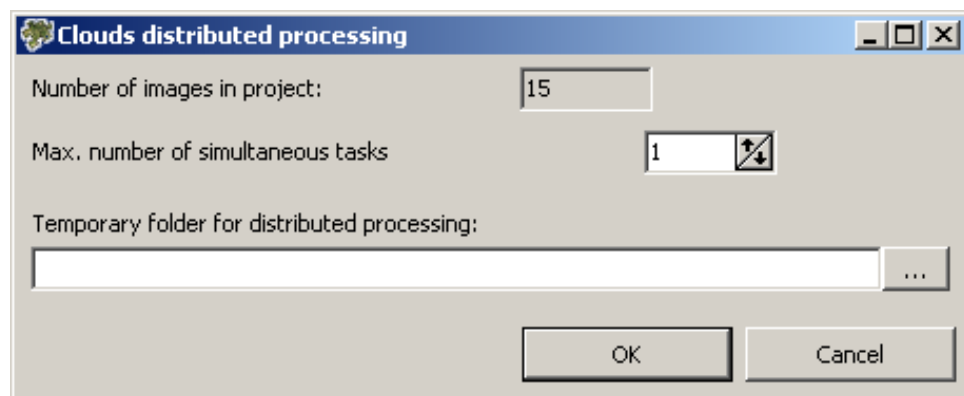 Clouds distributed processing
Number of images in project: 15
Max. number of simultaneous tasks 1
Temporary folder for distributed processing:
...
OK Cancel